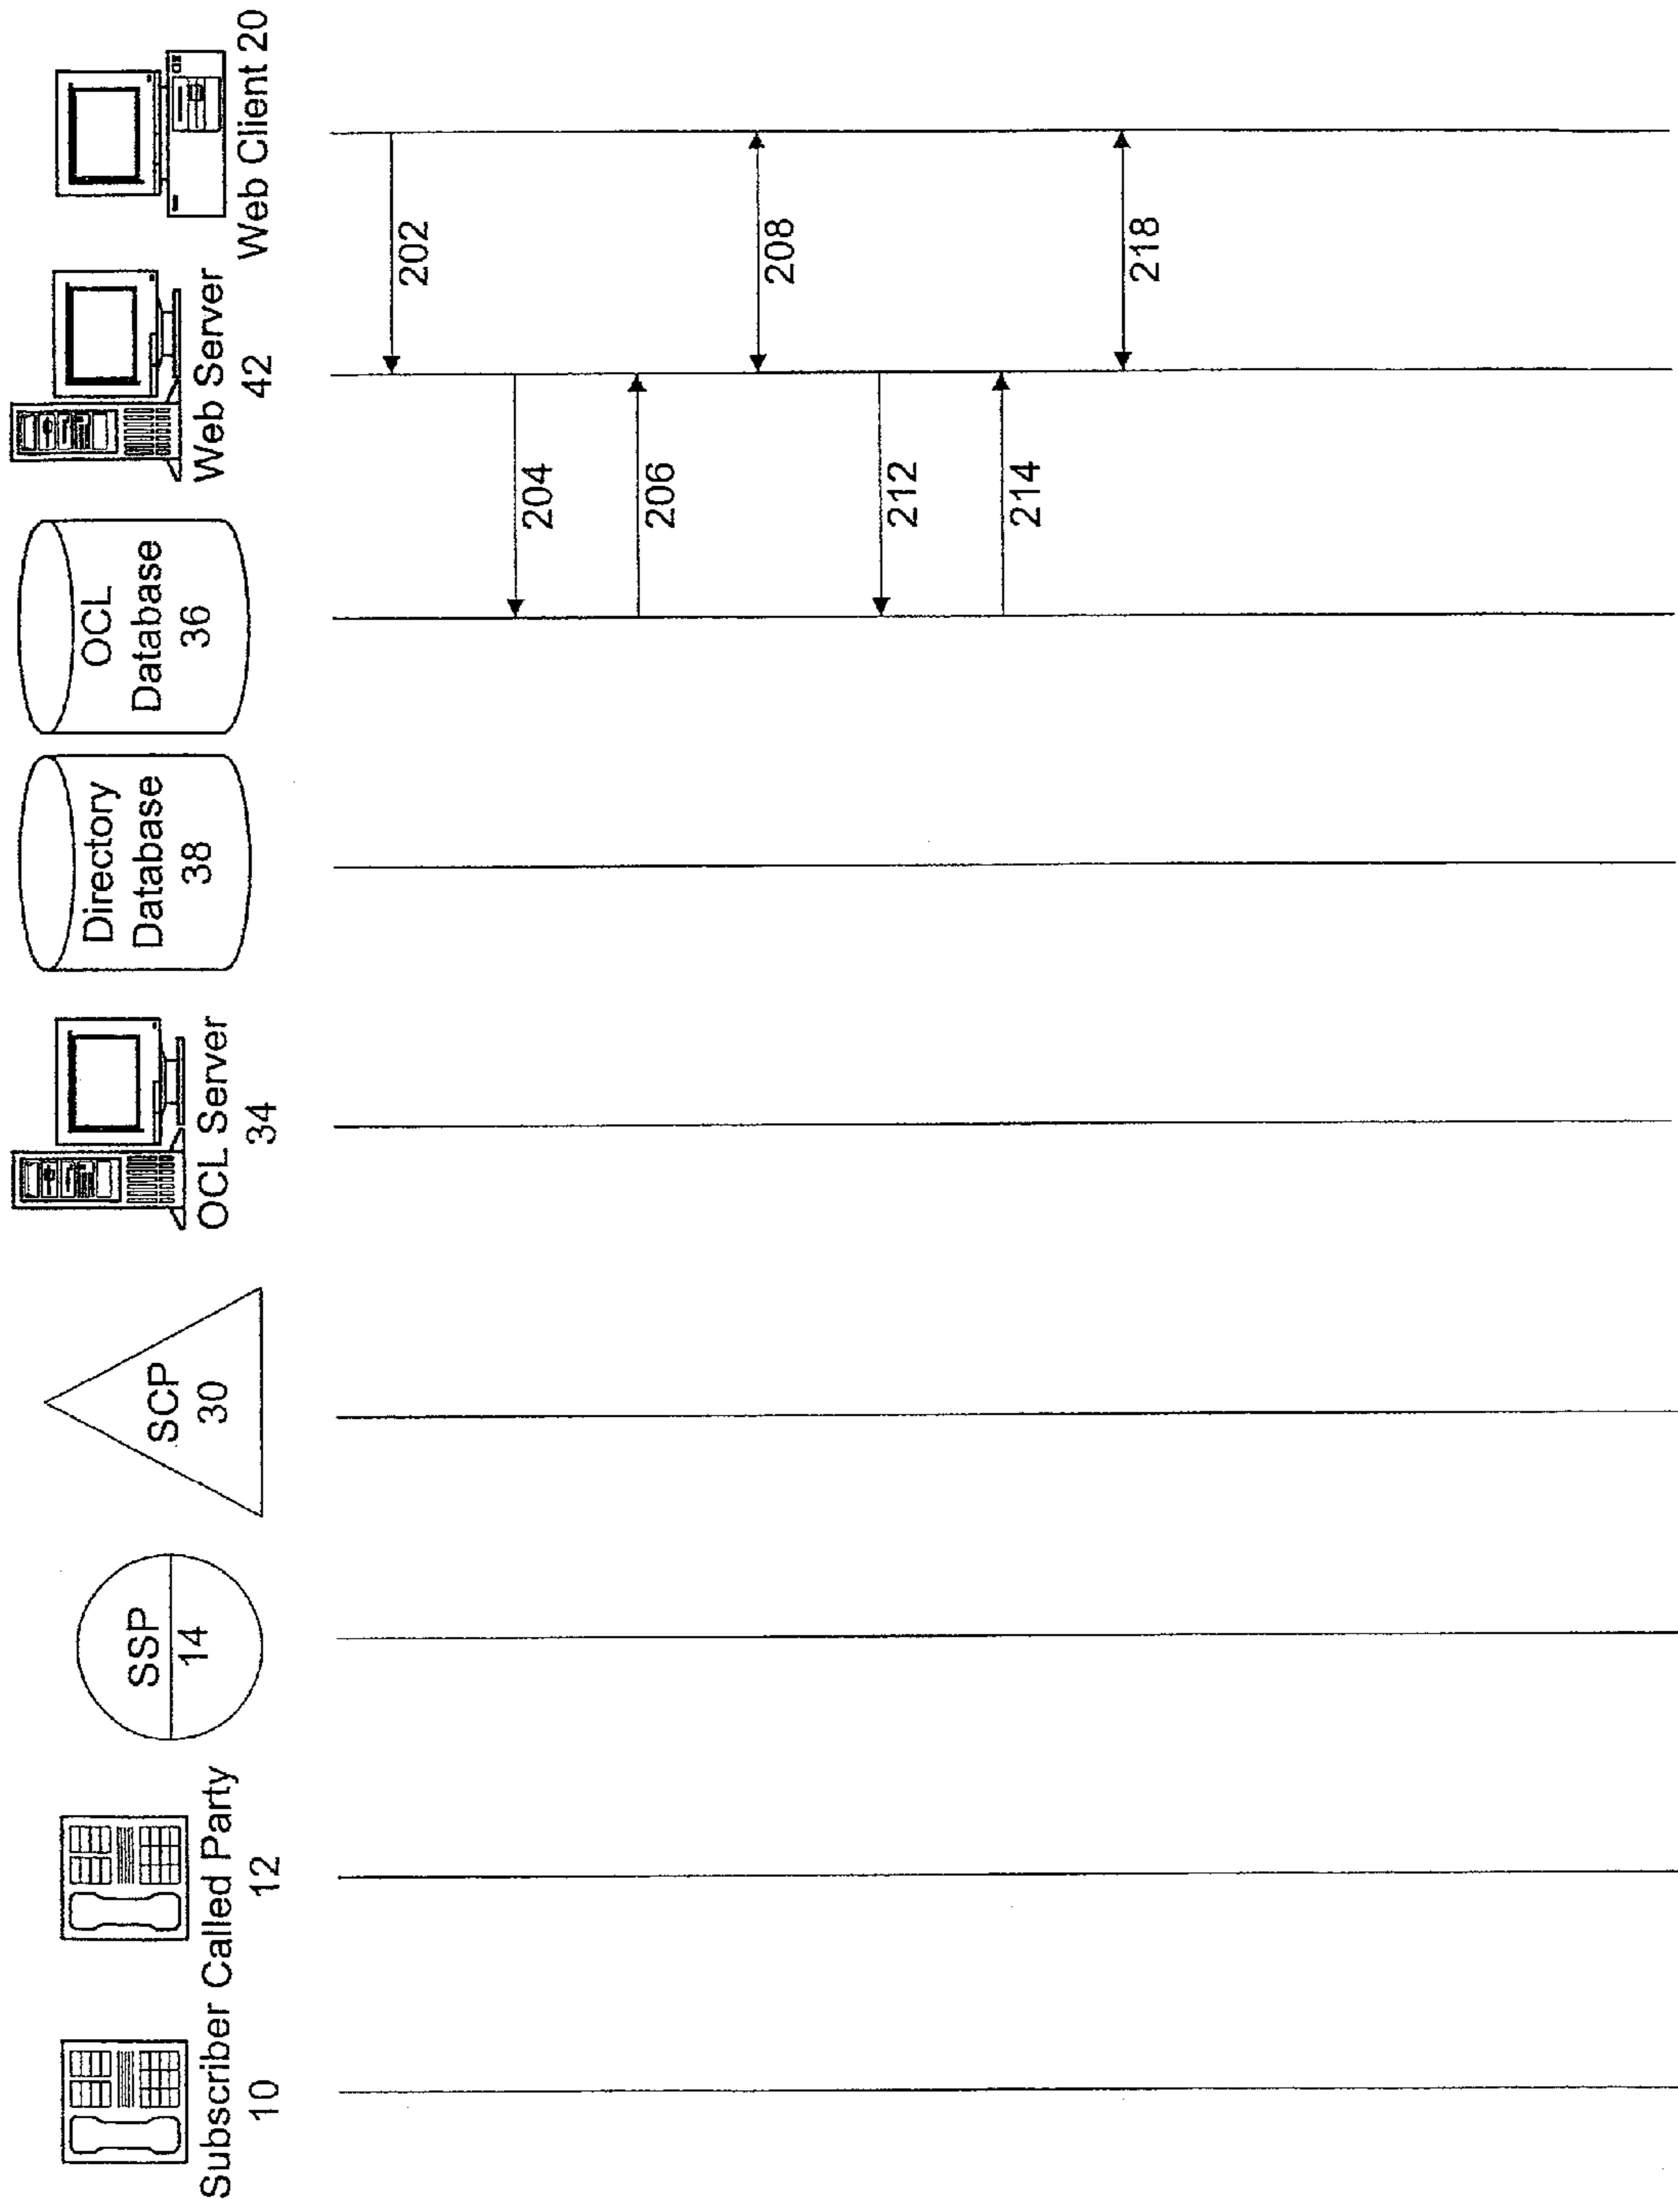 Subscriber
10
Called Party
12
SSP
14
SCP
30
OCL Server
34
Directory
Database
38
OCL
Database
36
Web Server
42
Web Client 20
202
204
206
208
212
214
218